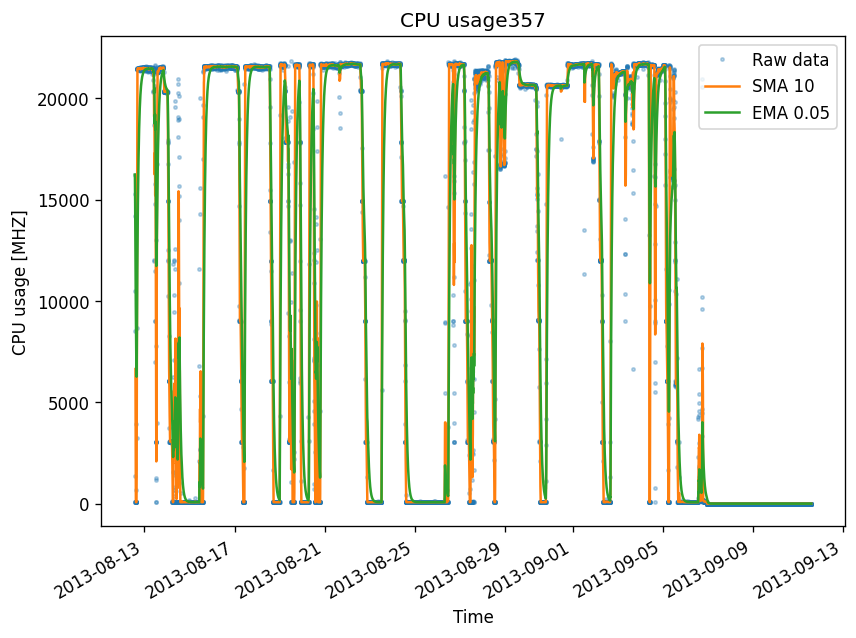 CPU usage357
Raw data
SMA 10
EMA 0.05
CPU usage [MHZ]
20000
15000
10000
5000
0
2013-08-13
2013-08-17
2013-08-21
2013-08-25
2013-08-29
2013-09-01
2013-09-05
2013-09-09
2013-09-13
Time